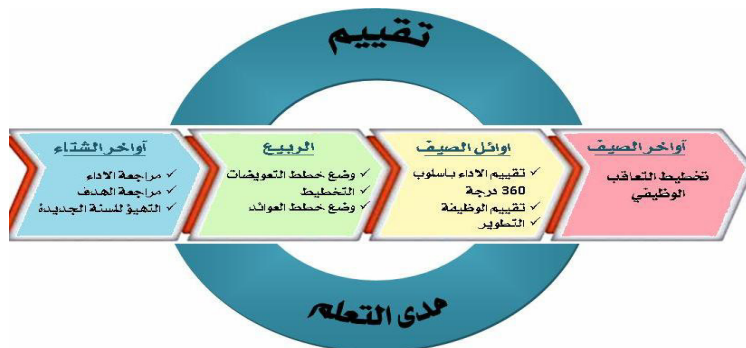 تقييم
أواخر الشتاء
✓ مراجعة الاداء
✓ مراجعة الهدف
✓ التهيؤ للسنة الجديدة
الربيع
✓ وضع خطط التعويضات
✓ التخطيط
✓ وضع خطط العوائد
اوائل الصيف
✓ تقييم الاداء باسلوب
360 درجة
✓ تقييم الوظيفة
✓ التطوير
أواخر الصيف
تخطيط التعاقب
الوظيفي
مدى التعلم